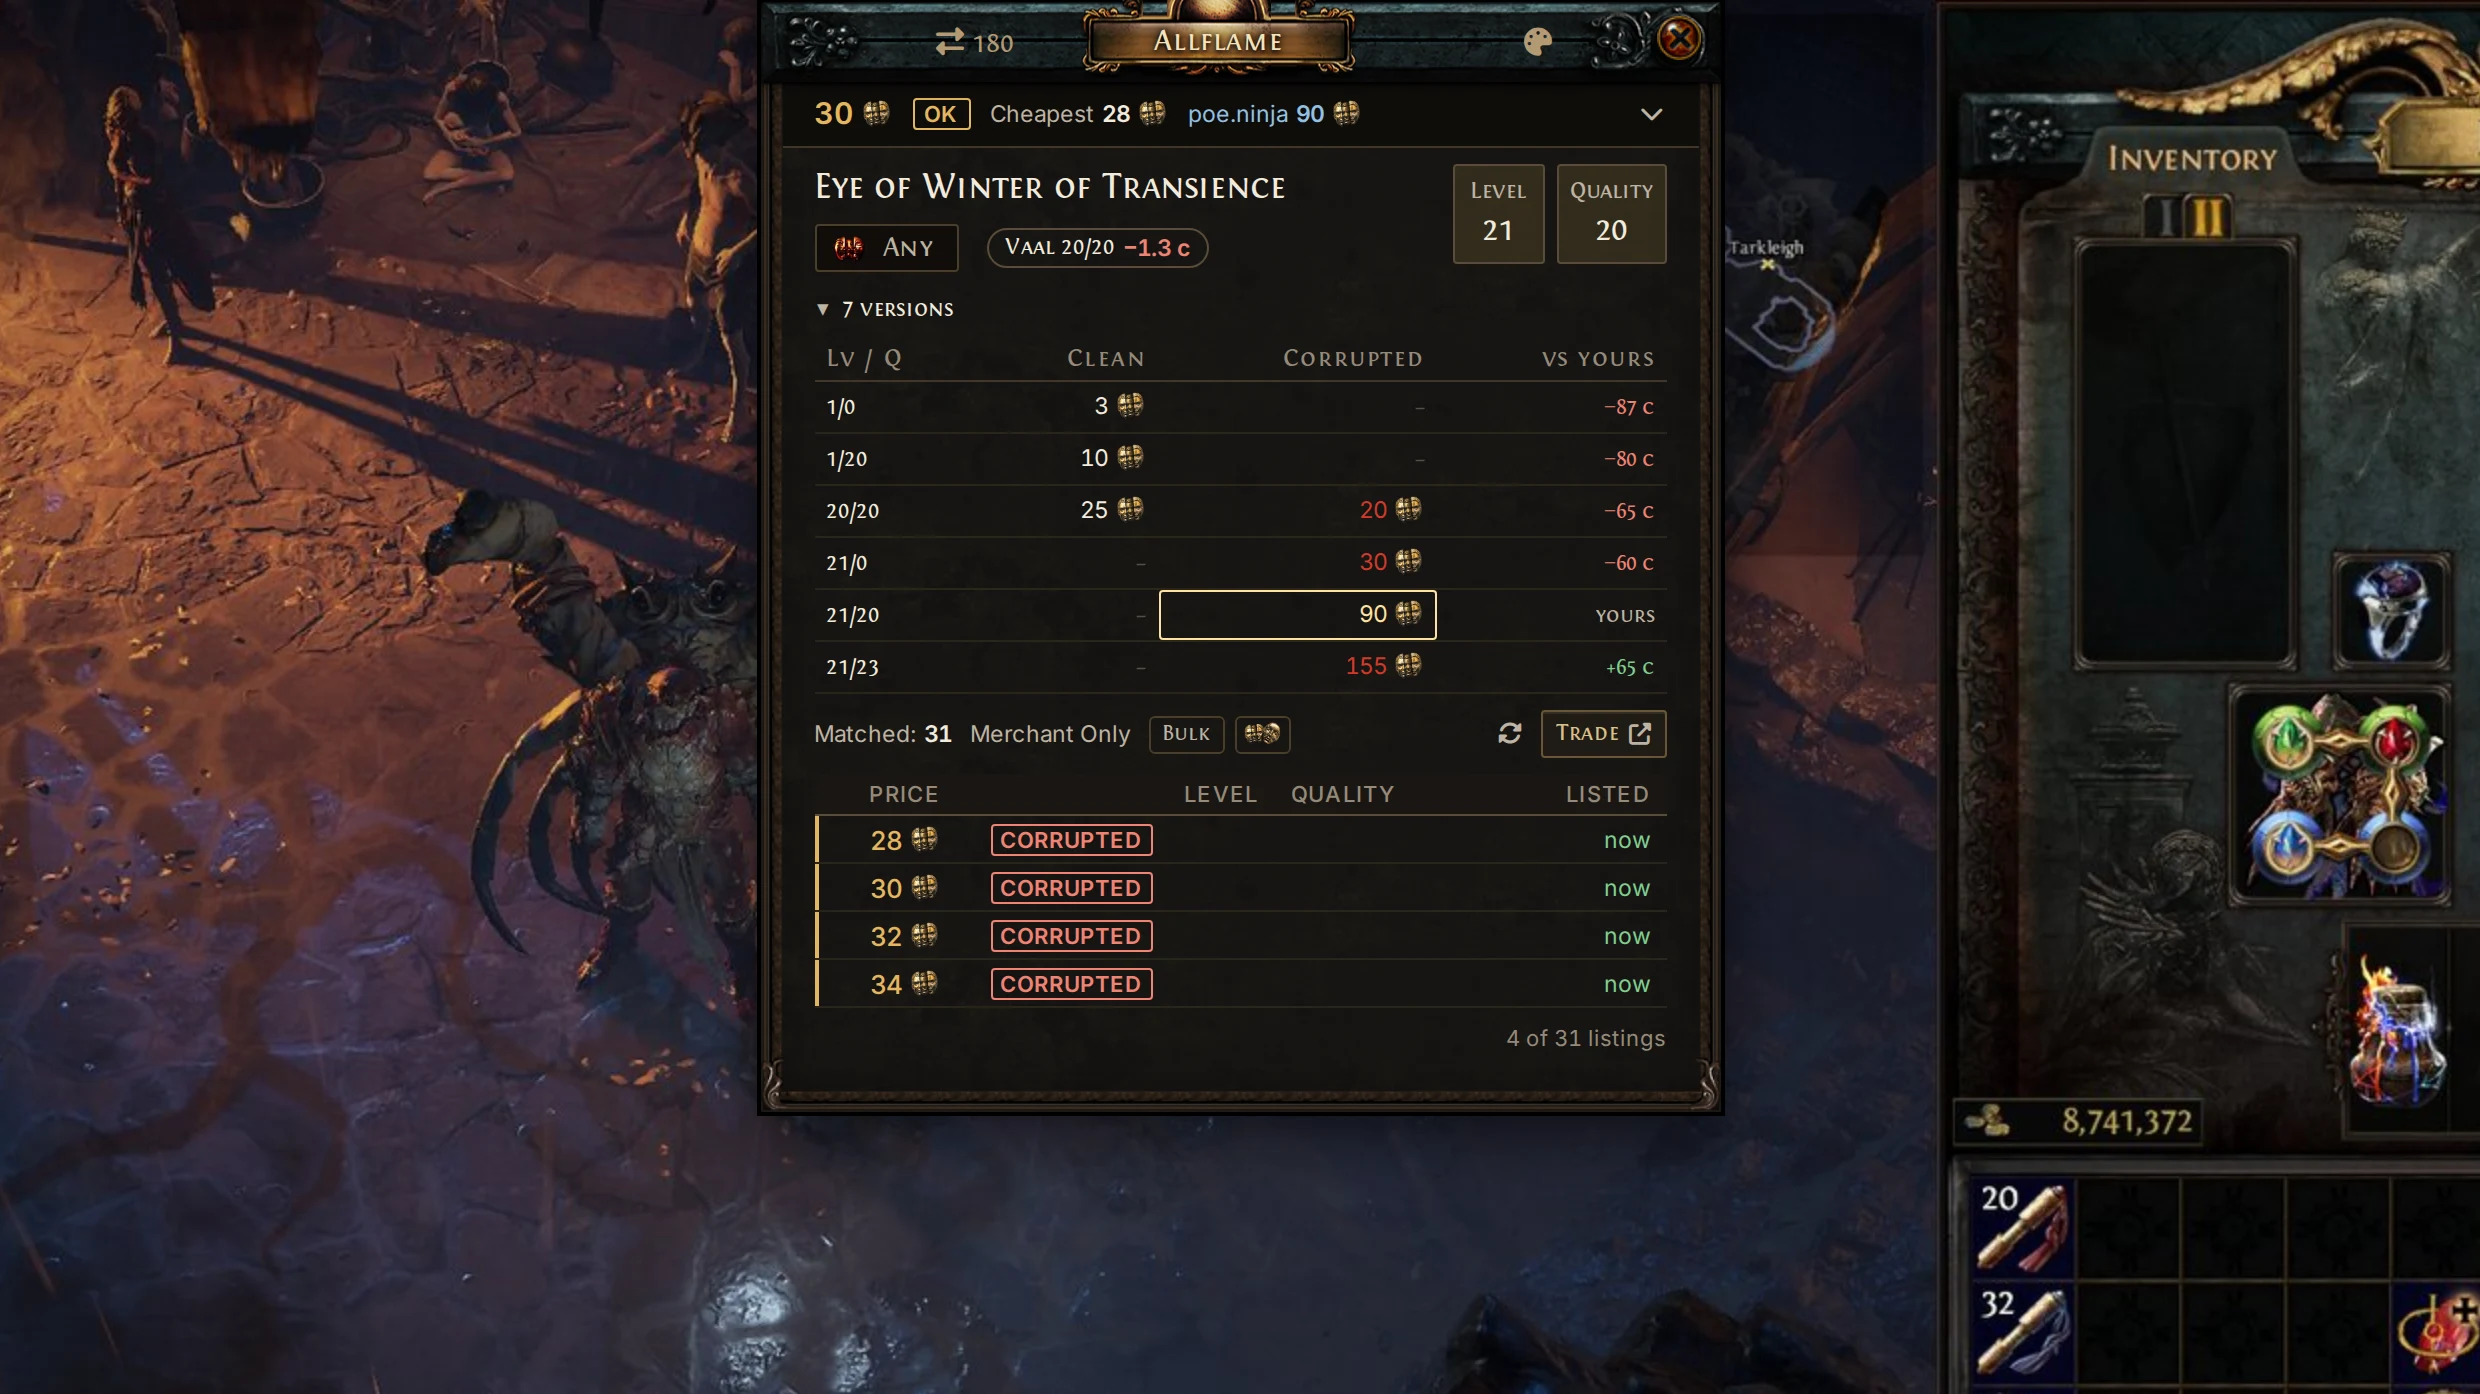 180
ALLFLAME
30 OK Cheapest 28 poe.ninja 90
EYE OF WINTER OF TRANSIENCE
LEVEL
21
QUALITY
20
ANY
VAAL 20/20 −1.3 c
▼ 7 VERSIONS
LV / Q CLEAN CORRUPTED VS YOURS
1/0 3 – −87 c
1/20 10 – −80 c
20/20 25 20 −65 c
21/0 – 30 −60 c
21/20 – 90 YOURS
21/23 – 155 +65 c
Matched: 31 Merchant Only BULK TRADE
PRICE LEVEL QUALITY LISTED
28 CORRUPTED now
30 CORRUPTED now
32 CORRUPTED now
34 CORRUPTED now
4 of 31 listings
Tarkleigh
INVENTORY
I II
8,741,372
20
32